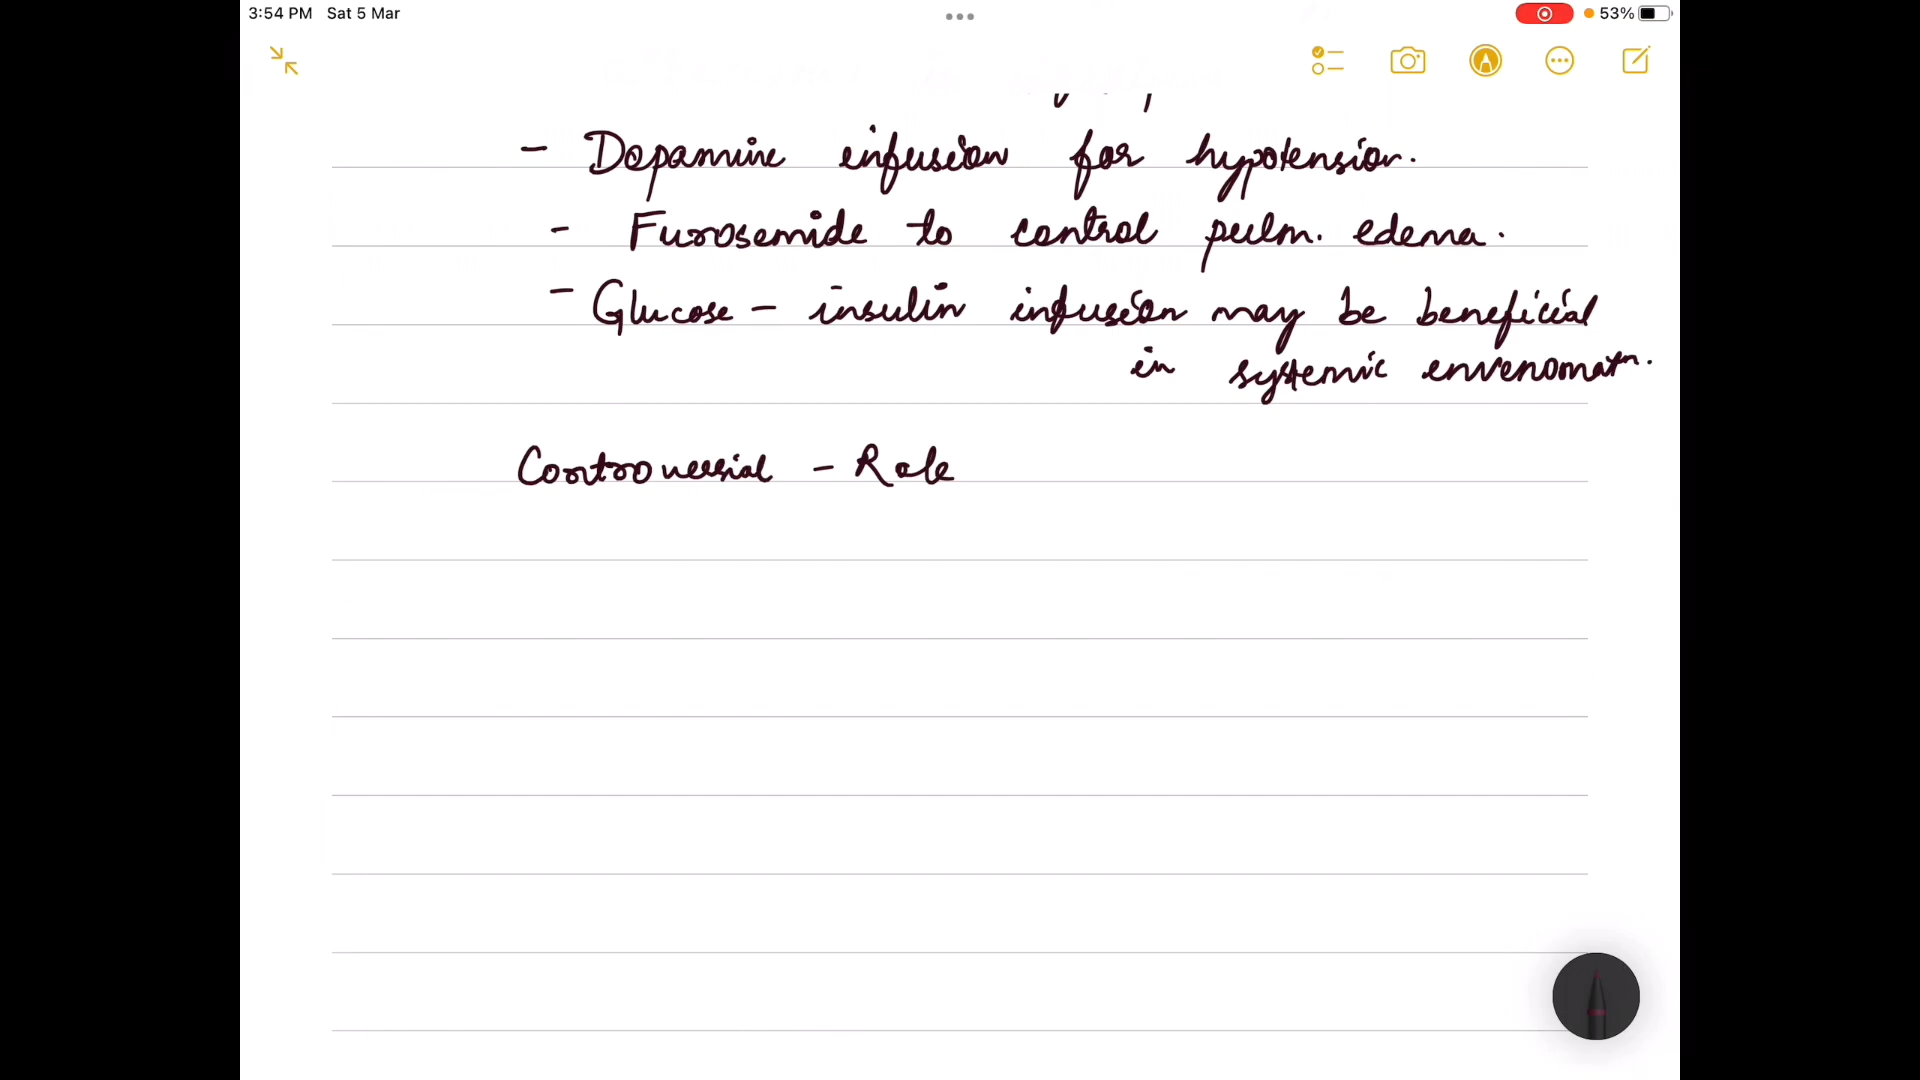 3:54 PM Sat 5 Mar
53%
- Dopamine infusion for hypotension.
- Furosemide to control pulm. edema.
- Glucose - insulin infusion may be beneficial
in systemic envenomatn.
Controversial - Role